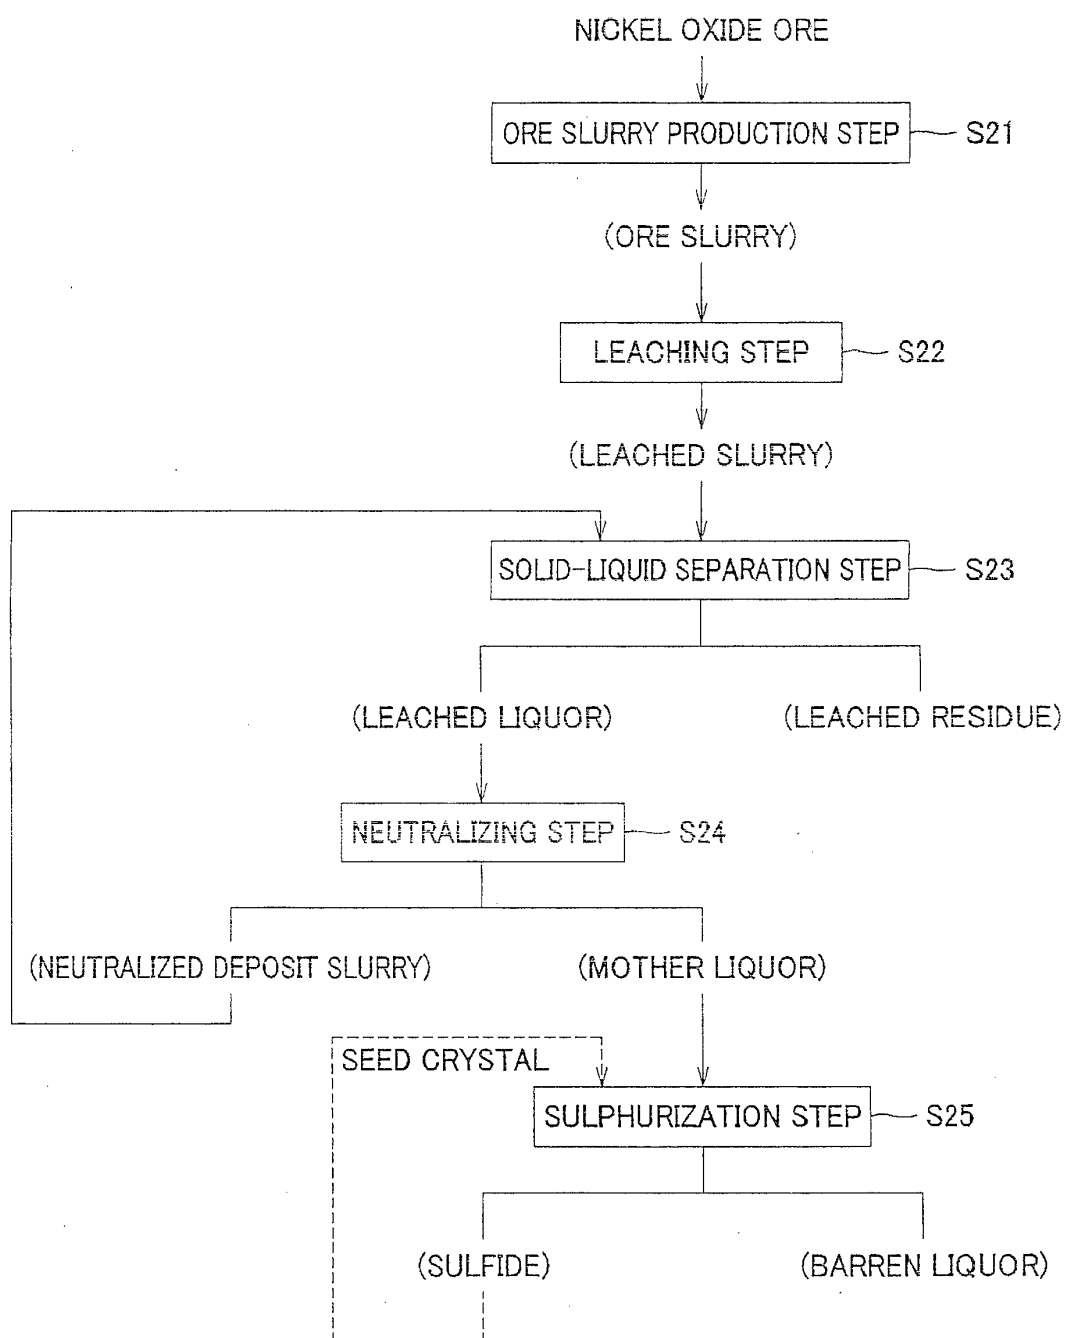 NICKEL OXIDE ORE
ORE SLURRY PRODUCTION STEP S21
(ORE SLURRY)
LEACHING STEP S22
(LEACHED SLURRY)
SOLID-LIQUID SEPARATION STEP S23
(LEACHED LIQUOR) (LEACHED RESIDUE)
NEUTRALIZING STEP S24
(NEUTRALIZED DEPOSIT SLURRY) (MOTHER LIQUOR)
SEED CRYSTAL
SULPHURIZATION STEP S25
(SULFIDE) (BARREN LIQUOR)